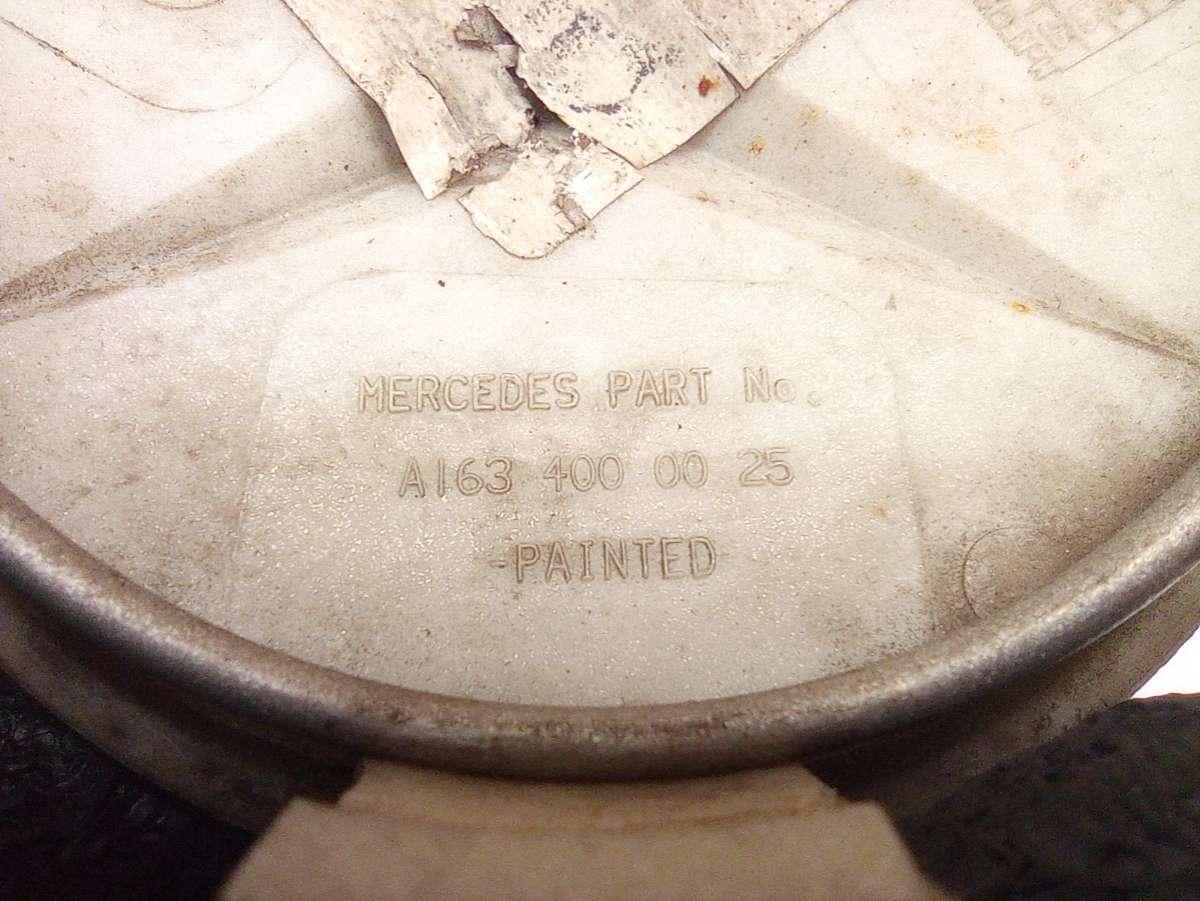 MERCEDES PART No.
A163 400 00 25
PAINTED